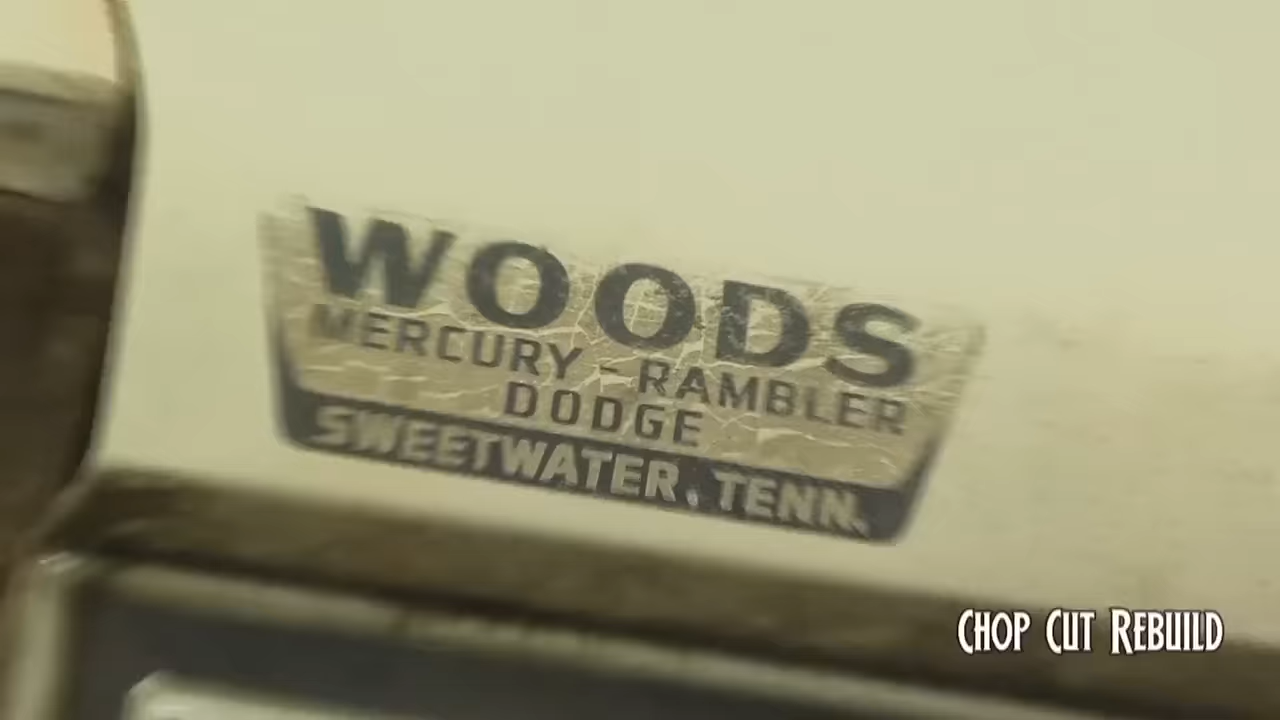 WOODS
MERCURY - RAMBLER
DODGE
SWEETWATER, TENN.
CHOP CUT REBUILD